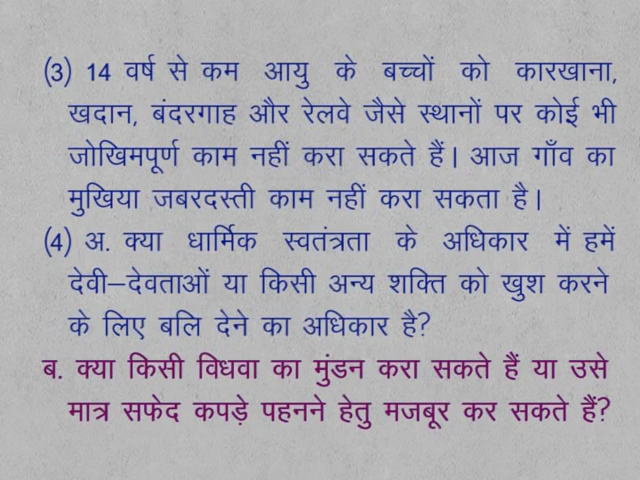 (3) 14 वर्ष से कम आयु के बच्चों को कारखाना,
खदान, बंदरगाह और रेलवे जैसे स्थानों पर कोई भी
जोखिमपूर्ण काम नहीं करा सकते हैं। आज गाँव का
मुखिया जबरदस्ती काम नहीं करा सकता है।
(4) अ. क्या धार्मिक स्वतंत्रता के अधिकार में हमें
देवी–देवताओं या किसी अन्य शक्ति को खुश करने
के लिए बलि देने का अधिकार है?
ब. क्या किसी विधवा का मुंडन करा सकते हैं या उसे
मात्र सफेद कपड़े पहनने हेतु मजबूर कर सकते हैं?